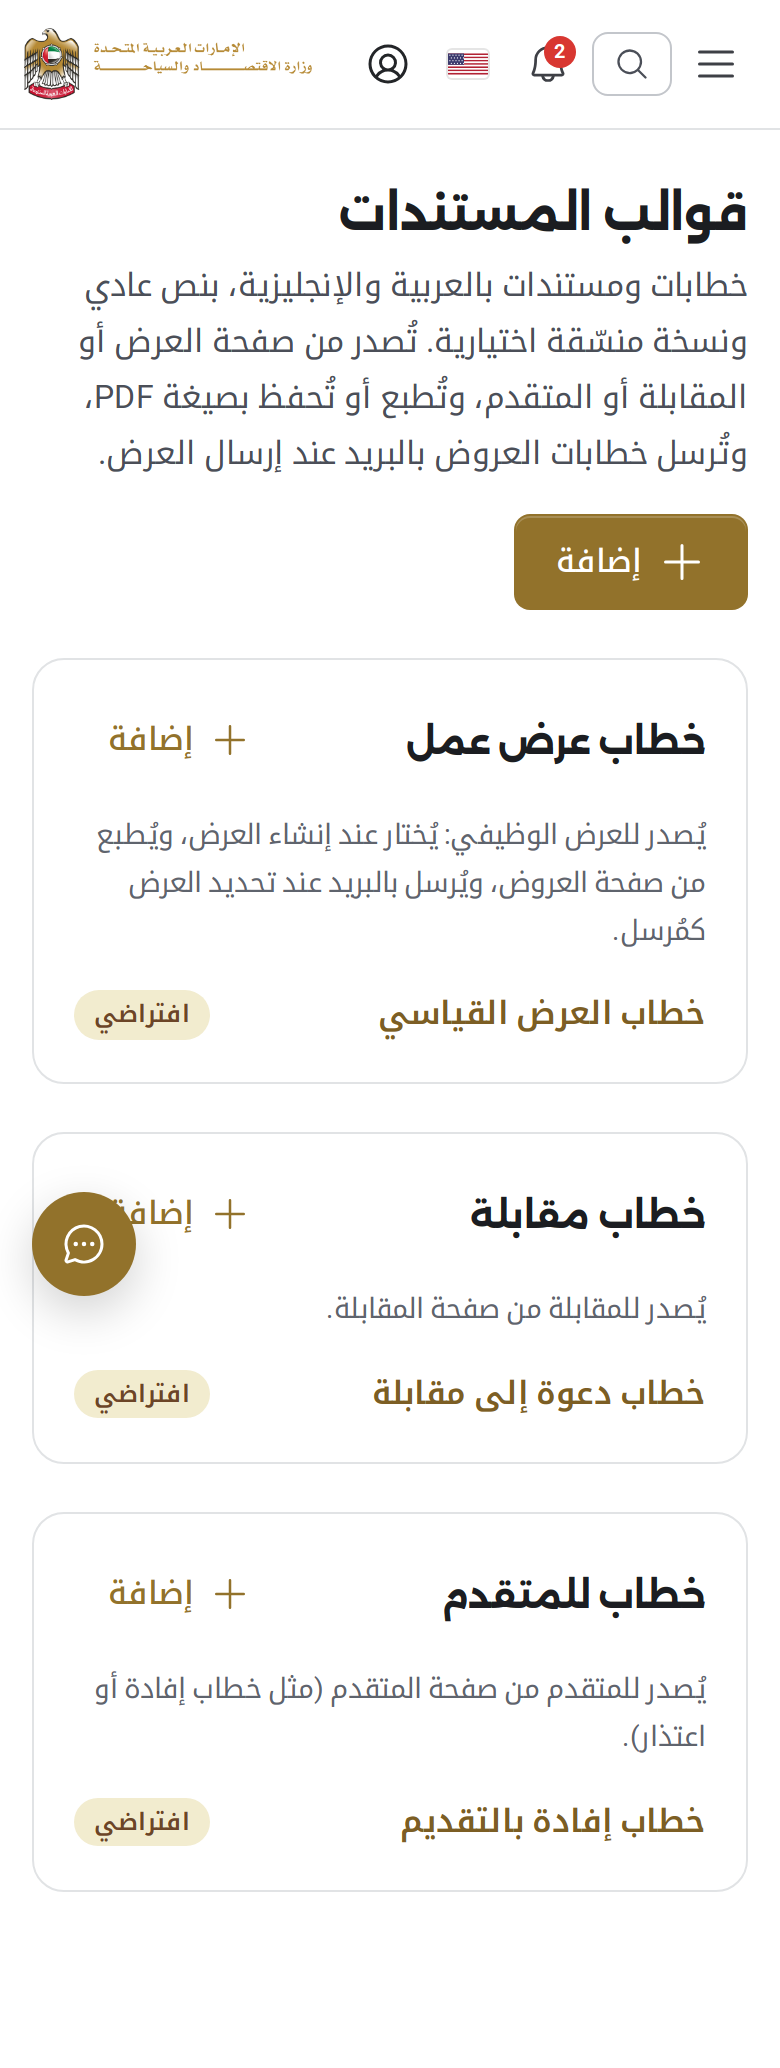 الإمارات العربية المتحدة
وزارة الاقتصاد والسياحة
2
قوالب المستندات
خطابات ومستندات بالعربية والإنجليزية، بنص عادي
ونسخة منسّقة اختيارية. تُصدر من صفحة العرض أو
المقابلة أو المتقدم، وتُطبع أو تُحفظ بصيغة PDF،
وتُرسل خطابات العروض بالبريد عند إرسال العرض.
إضافة
خطاب عرض عمل
إضافة
يُصدر للعرض الوظيفي: يُختار عند إنشاء العرض، ويُطبع
من صفحة العروض، ويُرسل بالبريد عند تحديد العرض
كمُرسل.
خطاب العرض القياسي
افتراضي
خطاب مقابلة
إضافة
يُصدر للمقابلة من صفحة المقابلة.
خطاب دعوة إلى مقابلة
افتراضي
خطاب للمتقدم
إضافة
يُصدر للمتقدم من صفحة المتقدم (مثل خطاب إفادة أو
اعتذار).
خطاب إفادة بالتقديم
افتراضي